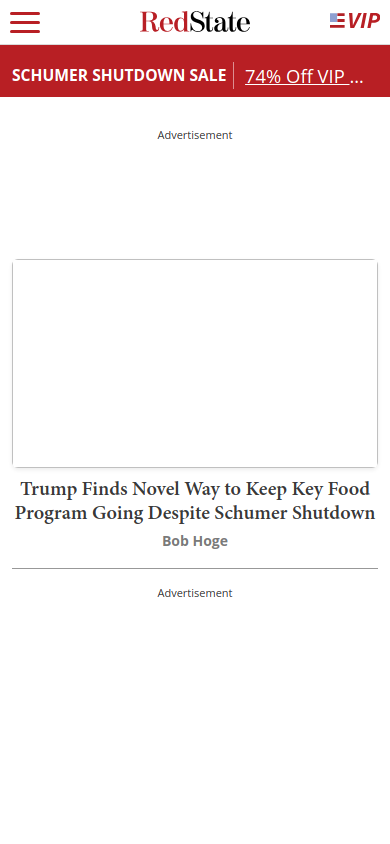 RedState
VIP
SCHUMER SHUTDOWN SALE
74% Off VIP ...
Advertisement
Trump Finds Novel Way to Keep Key Food
Program Going Despite Schumer Shutdown
Bob Hoge
Advertisement